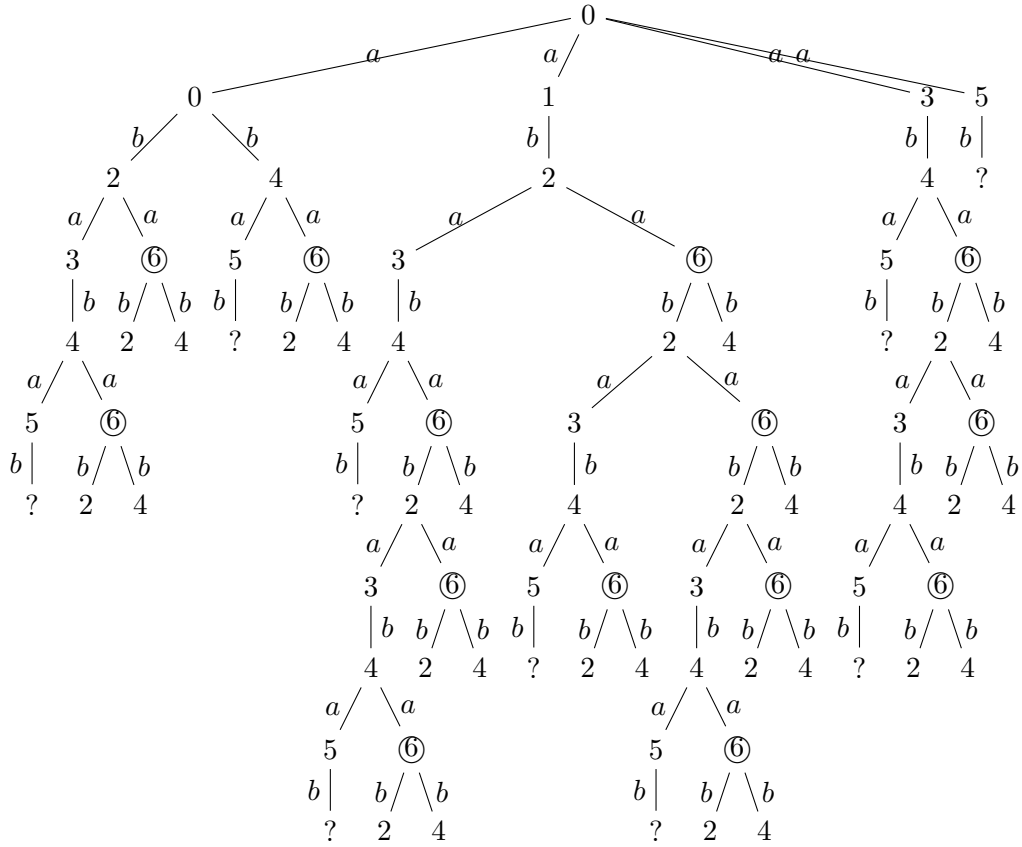 0
a a a a
0 1 3 5
b b b b b
2 4 2 4 ?
a a a a a a a a
3 6 5 6 3 6 5 6
b b b b b b b b b b b b
4 2 4 ? 2 4 4 2 4 ? 2 4
a a a a a a a a
5 6 5 6 3 6 3 6
b b b b b b b b b b b b
? 2 4 ? 2 4 4 2 4 4 2 4
a a a a a a a a
3 6 5 6 3 6 5 6
b b b b b b b b b b b b
4 2 4 ? 2 4 4 2 4 ? 2 4
a a a a
5 6 5 6
b b b b b b
? 2 4 ? 2 4